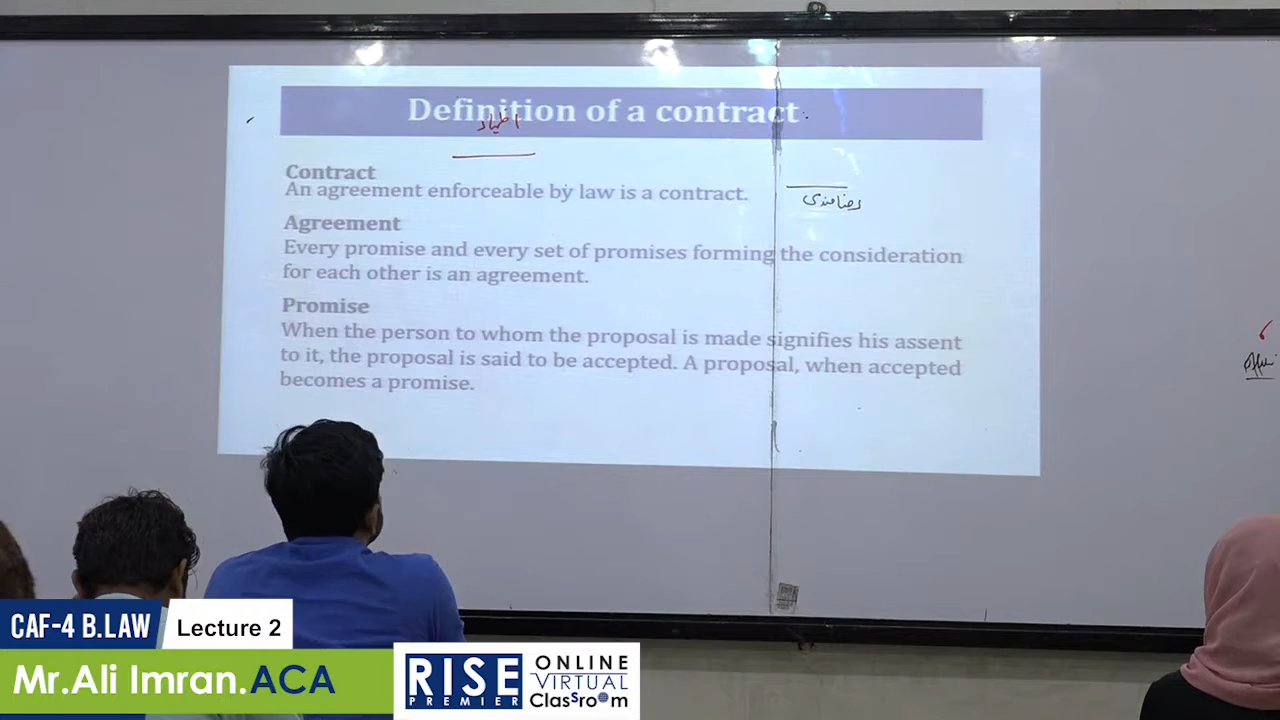 Definition of a contract
Contract
An agreement enforceable by law is a contract.
رضامندی
Agreement
Every promise and every set of promises forming the consideration
for each other is an agreement.
Promise
When the person to whom the proposal is made signifies his assent
to it, the proposal is said to be accepted. A proposal, when accepted
becomes a promise.
CAF-4 B.LAW
Lecture 2
Mr.Ali Imran.ACA
RISE
PREMIER
ONLINE
VIRTUAL
Classroom